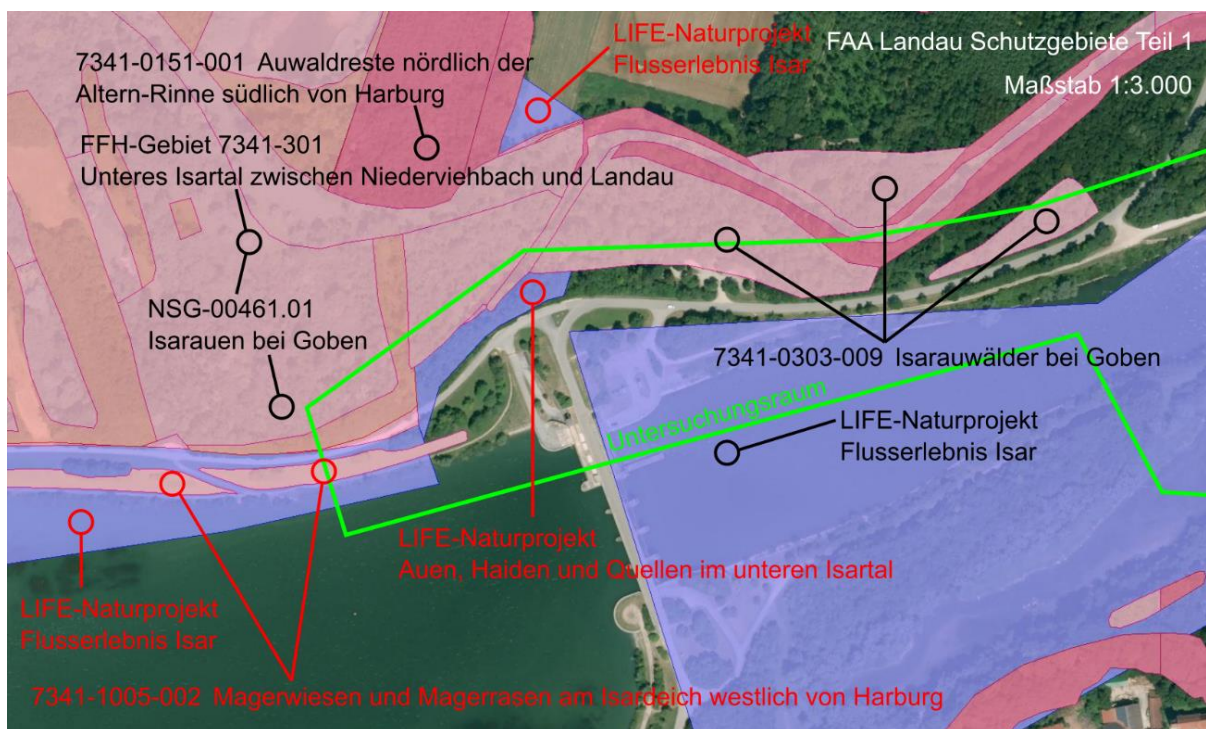 LIFE-Naturprojekt
Flusserlebnis Isar
FAA Landau Schutzgebiete Teil 1
Maßstab 1:3.000
7341-0151-001 Auwaldreste nördlich der
Altern-Rinne südlich von Harburg
FFH-Gebiet 7341-301
Unteres Isartal zwischen Niederviehbach und Landau
NSG-00461.01
Isarauen bei Goben
7341-0303-009 Isarauwälder bei Goben
Untersuchungsraum
LIFE-Naturprojekt
Flusserlebnis Isar
LIFE-Naturprojekt
Auen, Haiden und Quellen im unteren Isartal
LIFE-Naturprojekt
Flusserlebnis Isar
7341-1005-002 Magerwiesen und Magerrasen am Isardeich westlich von Harburg